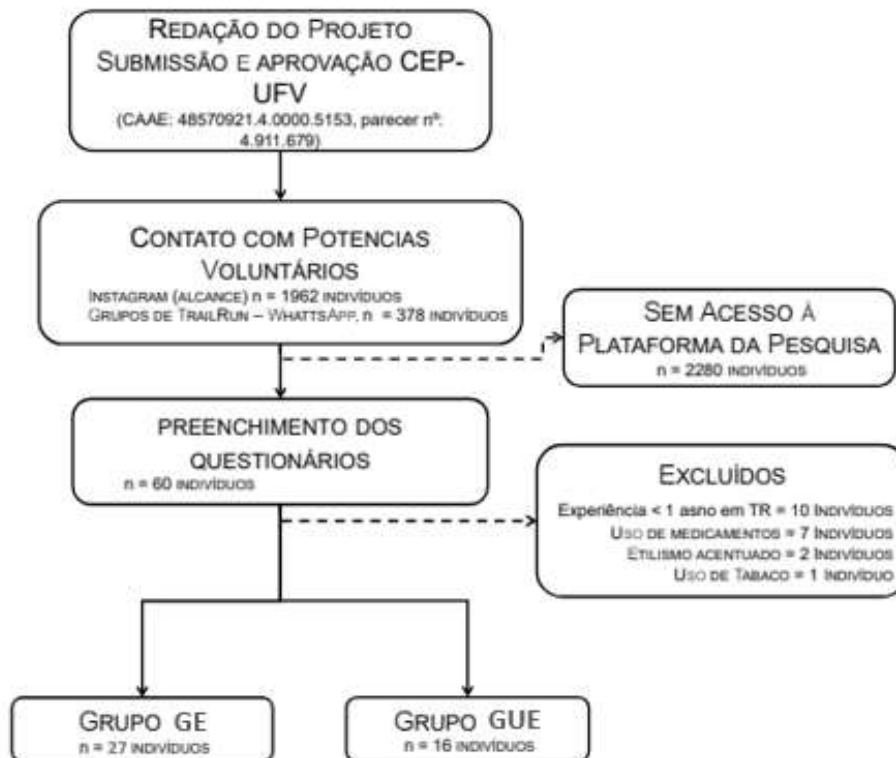 REDAÇÃO DO PROJETO
SUBMISSÃO E APROVAÇÃO CEP-
UFV
(CAAE: 48570921.4.0000.5153, parecer nº:
4.911.679)
CONTATO COM POTENCIAS
VOLUNTÁRIOS
INSTAGRAM (ALCANCE) n = 1962 INDIVÍDUOS
GRUPOS DE TRAILRUN – WHATTSAPP, n = 378 INDIVÍDUOS
SEM ACESSO À
PLATAFORMA DA PESQUISA
n = 2280 INDIVÍDUOS
PREENCHIMENTO DOS
QUESTIONÁRIOS
n = 60 INDIVÍDUOS
EXCLUÍDOS
Experiência < 1 asno em TR = 10 INDIVÍDUOS
USO DE MEDICAMENTOS = 7 INDIVÍDUOS
ETILISMO ACENTUADO = 2 INDIVÍDUOS
USO DE TABACO = 1 INDIVÍDUO
GRUPO GE
n = 27 INDIVÍDUOS
GRUPO GUE
n = 16 INDIVÍDUOS